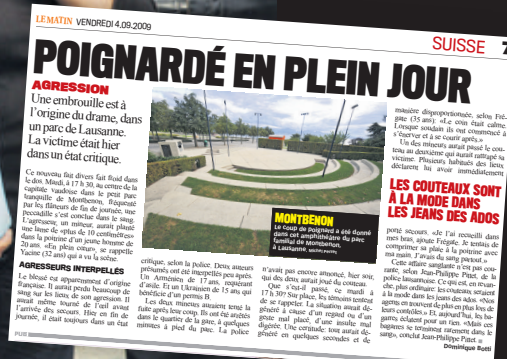 LE MATIN VENDREDI 4.09.2009
SUISSE 7
POIGNARDÉ EN PLEIN JOUR
AGRESSION
Une embrouille est à
l'origine du drame, dans
un parc de Lausanne.
La victime était hier
dans un état critique.
Ce nouveau fait divers fait froid dans
le dos. Mardi, à 17 h 30, au centre de la
capitale vaudoise dans le petit parc
tranquille de Montbenon, fréquenté
par les flâneurs de fin de journée, une
peccadille s'est conclue dans le sang.
L'agresseur, un mineur, aurait planté
une lame de «plus de 10 centimètres»
dans la poitrine d'un jeune homme de
20 ans. «En plein cœur», se rappelle
Yacine (32 ans) qui a vu la scène.
AGRESSEURS INTERPELLÉS
Le blessé est apparemment d'origine
française. Il aurait perdu beaucoup de
sang sur les lieux de son agression. Il
aurait même tourné de l'œil avant
l'arrivée des secours. Hier en fin de
journée, il était toujours dans un état
critique, selon la police. Deux auteurs
présumés ont été interpellés peu après.
Un Arménien de 17 ans, requérant
d'asile. Et un Ukrainien de 15 ans qui
bénéficie d'un permis B.
Les deux mineurs auraient tenté la
fuite après leur coup. Ils ont été arrêtés
dans le quartier de la gare, à quelques
minutes à pied du parc. La police
MONTBENON
Le coup de poignard a été donné
dans cet amphithéâtre du parc
familial de Montbenon,
à Lausanne.
n'avait pas encore annoncé, hier soir,
qui des deux aurait joué du couteau.
Que s'est-il passé, ce mardi à
17 h 30? Sur place, les témoins tentent
de se rappeler. La situation aurait dé-
généré à cause d'un regard ou d'un
geste mal placé, d'une insulte mal
digérée. Une certitude: tout aurait dé-
généré en quelques secondes et de
manière disproportionnée, selon Fré-
gate (35 ans): «Le coin était calme.
Lorsque soudain ils ont commencé à
s'énerver et à se courir après.»
Un des mineurs aurait passé le cou-
teau au deuxième qui aurait rattrapé sa
victime. Plusieurs habitués des lieux
déclarent lui avoir immédiatement
LES COUTEAUX SONT
À LA MODE DANS
LES JEANS DES ADOS
porté secours. «Je l'ai recueilli dans
mes bras, ajoute Frégate. Je tentais de
comprimer sa plaie à la poitrine avec
ma main. J'avais du sang partout.»
Cette affaire sanglante n'est pas cou-
rante, selon Jean-Philippe Pittet, de la
police lausannoise. Ce qui est, en revan-
che, plus ordinaire: les couteaux seraient
à la mode dans les jeans des ados. «Nos
agents en trouvent de plus en plus lors de
leurs contrôles.» Et, aujourd'hui, les ba-
garres éclatent pour un rien. «Mais ces
bagarres se terminent rarement dans le
sang», conclut Jean-Philippe Pittet.
Dominique Botti
PUB